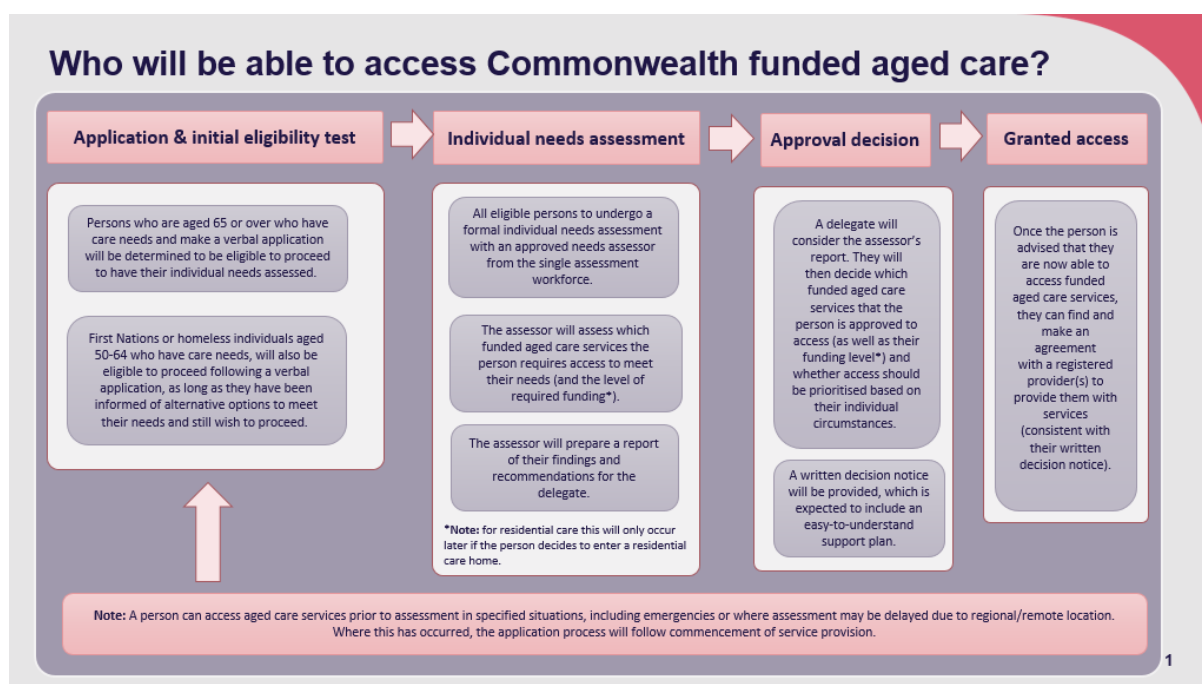 Who will be able to access Commonwealth funded aged care?
Application & initial eligibility test
Persons who are aged 65 or over who have
care needs and make a verbal application
will be determined to be eligible to proceed
to have their individual needs assessed.
First Nations or homeless individuals aged
50-64 who have care needs, will also be
eligible to proceed following a verbal
application, as long as they have been
informed of alternative options to meet
their needs and still wish to proceed.
Individual needs assessment
All eligible persons to undergo a
formal individual needs assessment
with an approved needs assessor
from the single assessment
workforce.
The assessor will assess which
funded aged care services the
person requires access to meet
their needs (and the level of
required funding*).
The assessor will prepare a report
of their findings and
recommendations for the
delegate.
*Note: for residential care this will only occur
later if the person decides to enter a residential
care home.
Approval decision
A delegate will
consider the assessor's
report. They will
then decide which
funded aged care
services that the
person is approved to
access (as well as their
funding level*) and
whether access should
be prioritised based on
their individual
circumstances.
A written decision notice
will be provided, which is
expected to include an
easy-to-understand
support plan.
Granted access
Once the person is
advised that they
are now able to
access funded
aged care services,
they can find and
make an
agreement
with a registered
provider(s) to
provide them with
services
(consistent with
their written
decision notice).
Note: A person can access aged care services prior to assessment in specified situations, including emergencies or where assessment may be delayed due to regional/remote location.
Where this has occurred, the application process will follow commencement of service provision.
1